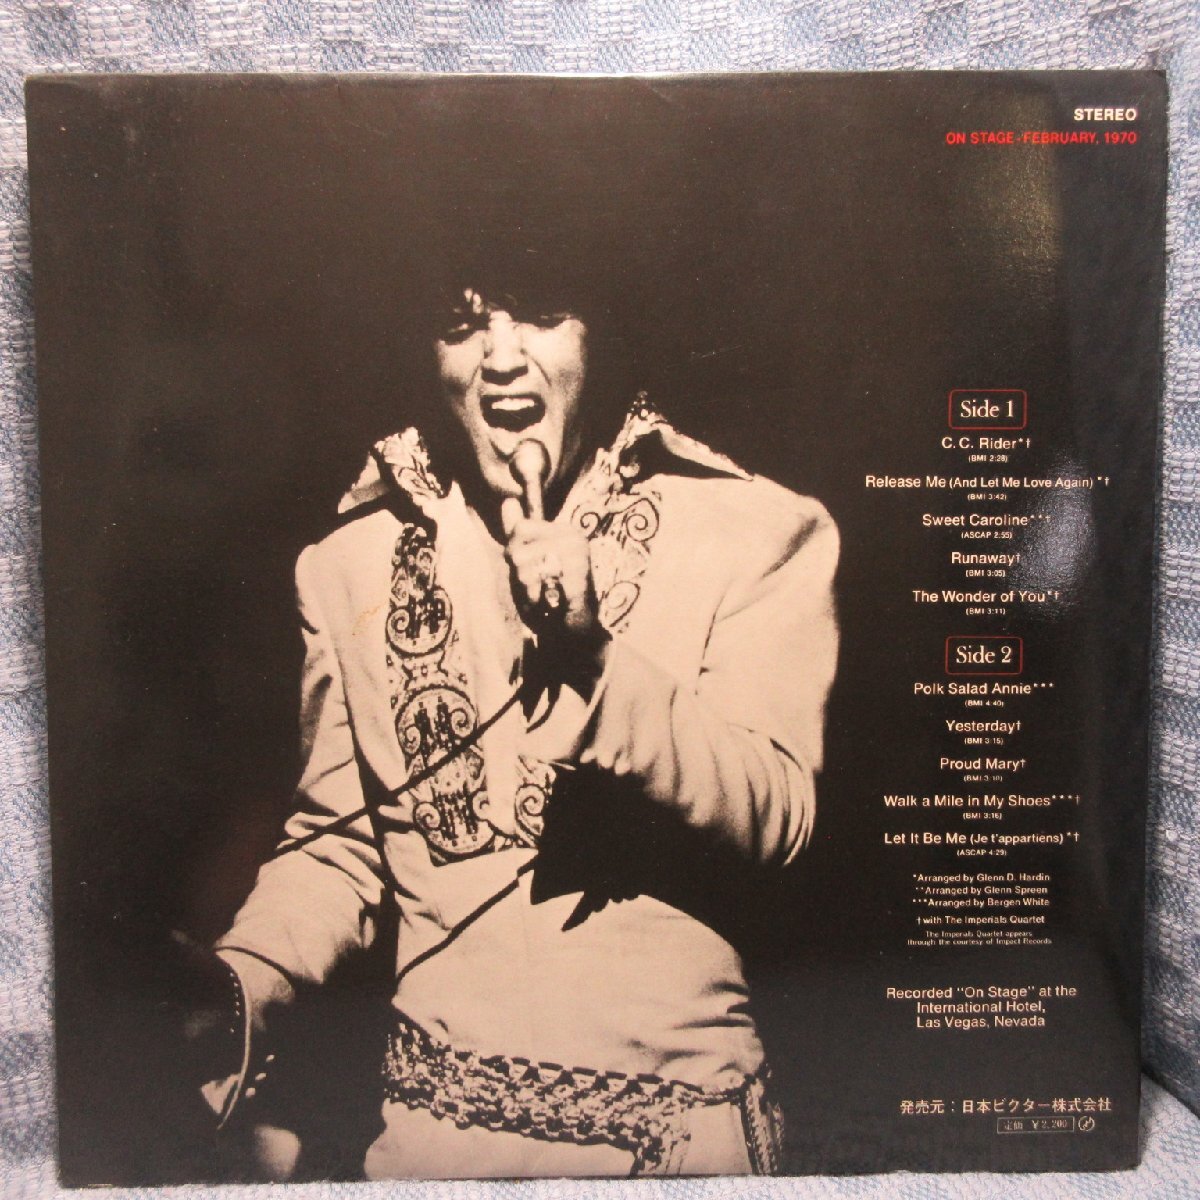 STEREO
ON STAGE-FEBRUARY, 1970
Side 1
C. C. Rider*†
(BMI 2:28)
Release Me (And Let Me Love Again) *†
(BMI 3:42)
Sweet Caroline**†
(ASCAP 2:55)
Runaway†
(BMI 3:05)
The Wonder of You*†
(BMI 3:11)
Side 2
Polk Salad Annie***
(BMI 4:40)
Yesterday†
(BMI 3:15)
Proud Mary†
(BMI 3:10)
Walk a Mile in My Shoes***†
(BMI 3:16)
Let It Be Me (Je t'appartiens) *†
(ASCAP 4:29)
*Arranged by Glenn D. Hardin
**Arranged by Glenn Spreen
***Arranged by Bergen White
†with The Imperials Quartet
The Imperials Quartet appears
through the courtesy of Impact Records
Recorded "On Stage" at the
International Hotel,
Las Vegas, Nevada
発売元：日本ビクター株式会社
定価 ￥2,200